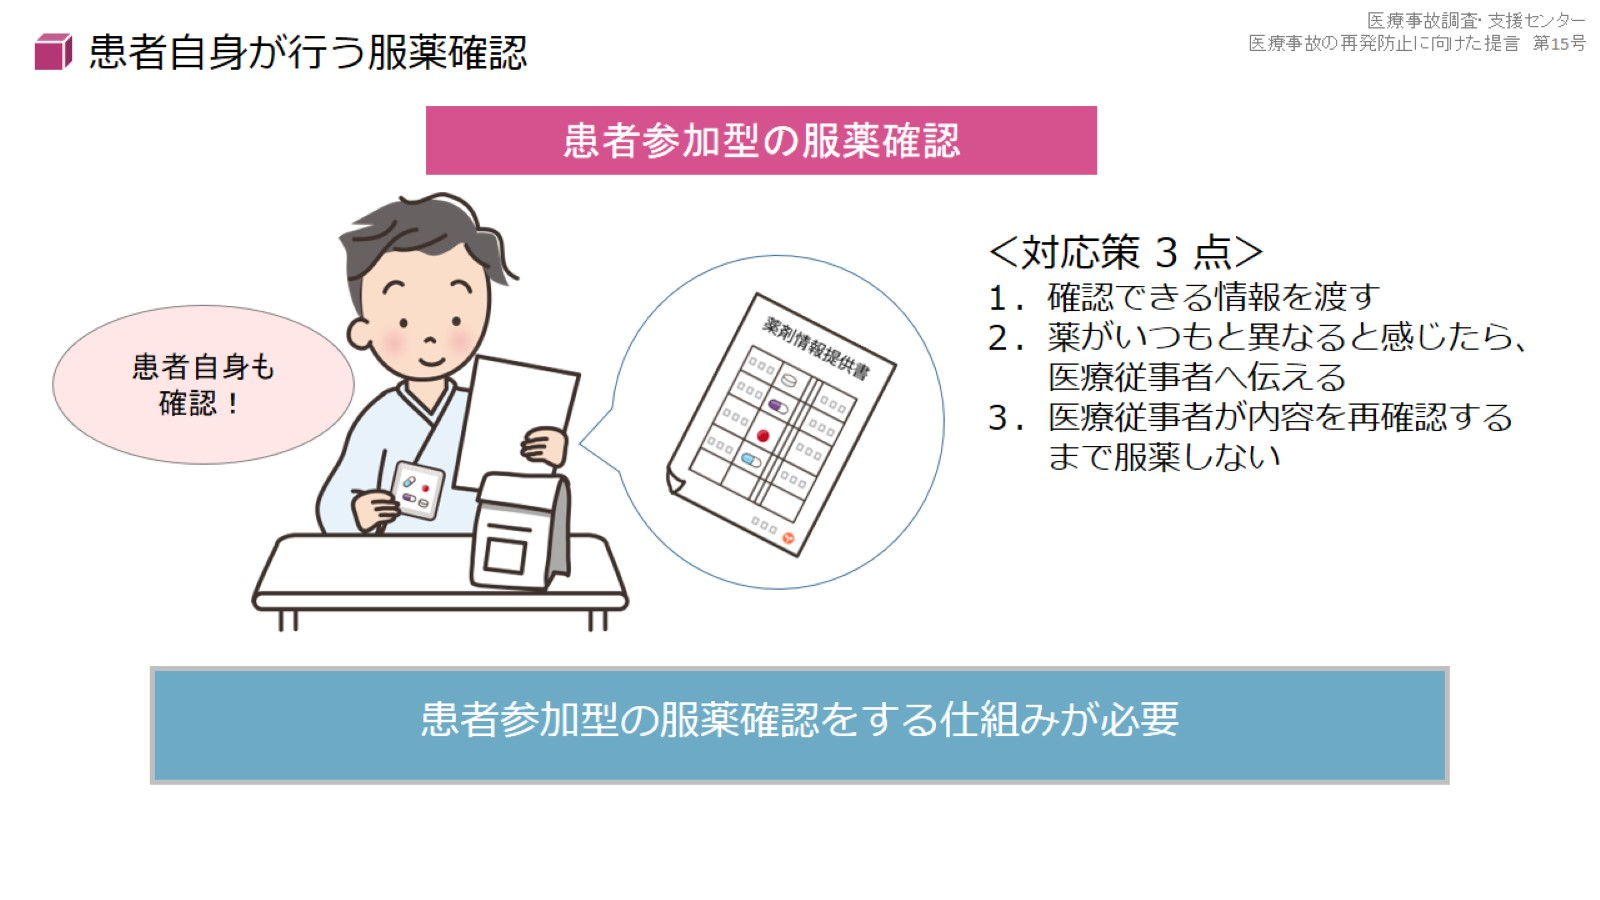 医療事故調査・支援センター
医療事故の再発防止に向けた提言　第15号
患者自身が行う服薬確認
患者参加型の服薬確認
患者自身も
確認！
薬剤情報提供書
＜対応策 3 点＞
1．確認できる情報を渡す
2．薬がいつもと異なると感じたら、
医療従事者へ伝える
3．医療従事者が内容を再確認する
まで服薬しない
患者参加型の服薬確認をする仕組みが必要